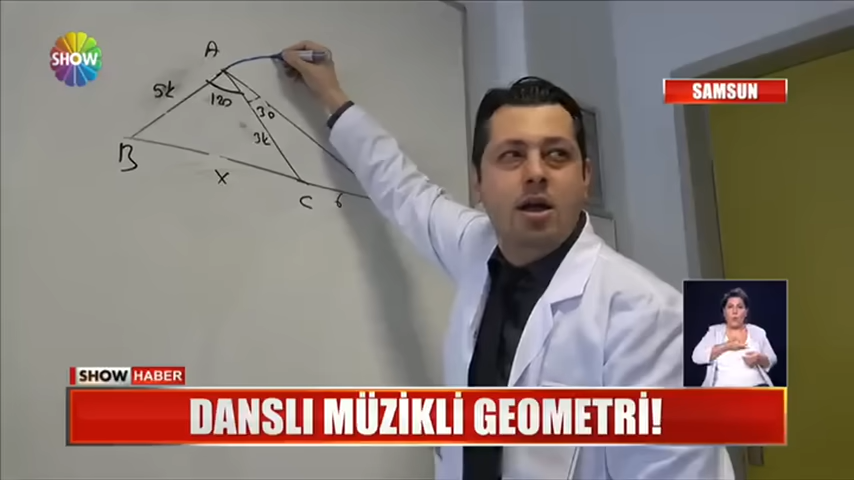 SHOW
SAMSUN
A
5k
120
30
3k
B
x
C
6
SHOW HABER
DANSLI MÜZİKLİ GEOMETRİ!